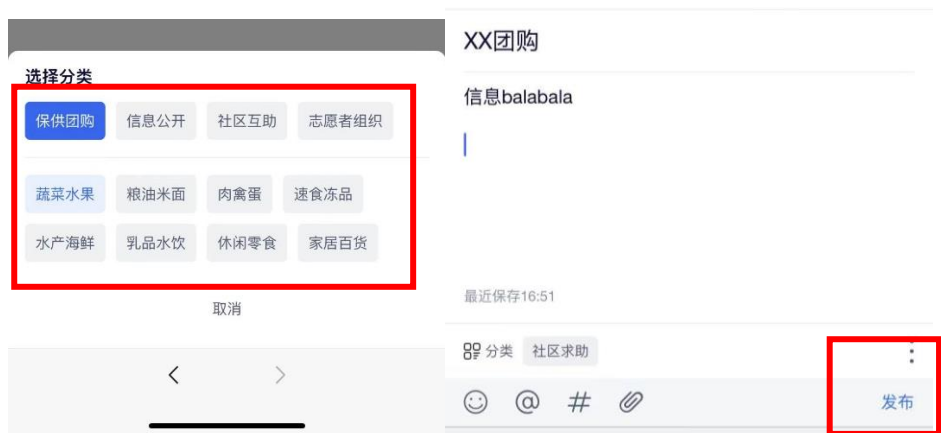 选择分类
保供团购 信息公开 社区互助 志愿者组织
蔬菜水果 粮油米面 肉禽蛋 速食冻品
水产海鲜 乳品水饮 休闲零食 家居百货
取消
XX团购
信息balabala
最近保存16:51
分类 社区求助
@ # 发布